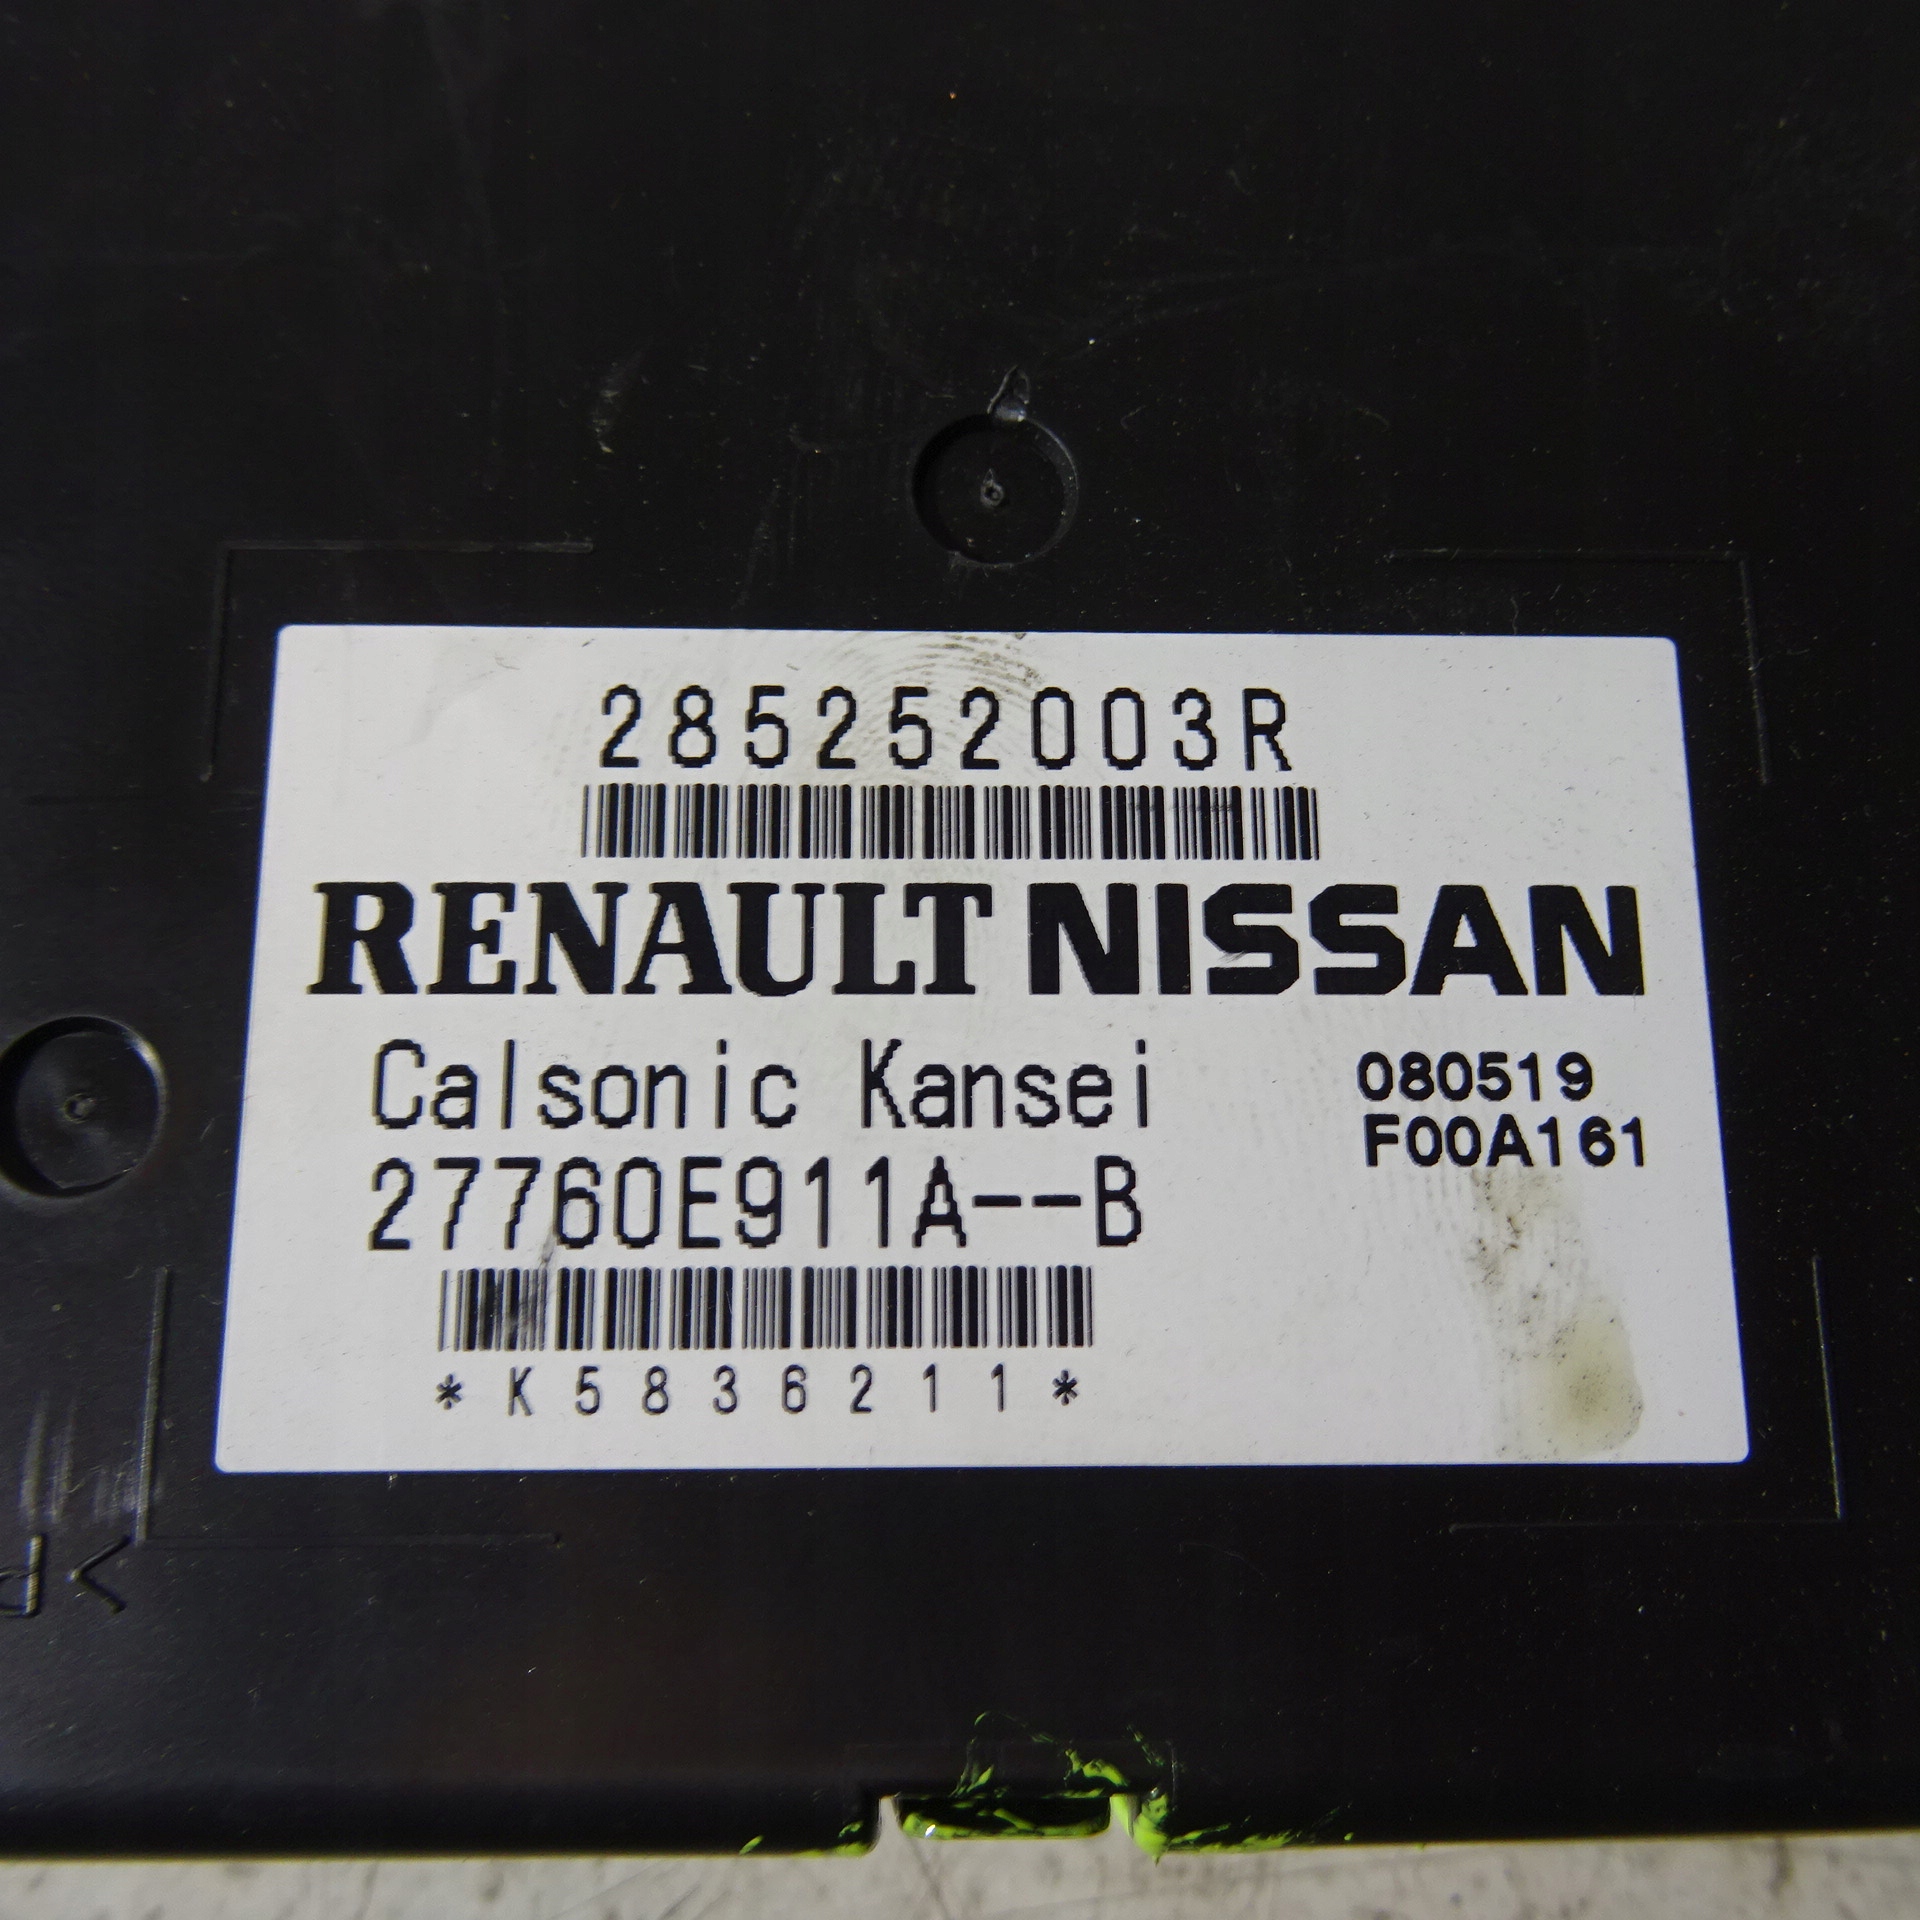 285252003R
RENAULT NISSAN
Calsonic Kansei 080519
F00A161
27760E911A--B
*K5836211*
>P